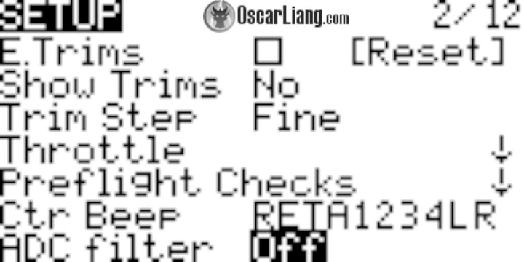 SETUP OscarLiang.com 2/12
E.Trims [Reset]
Show Trims No
Trim Step Fine
Throttle ↓
Preflight Checks ↓
Ctr Beep RETA1234LR
ADC filter Off